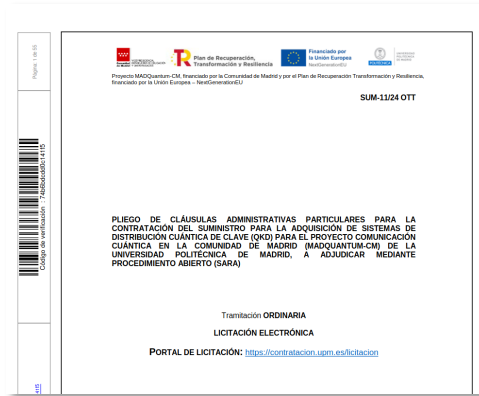 Plan de Recuperación,
Transformación y Resiliencia
Financiado por
la Unión Europea
NextGenerationEU
POLITÉCNICA
Proyecto MADQuantum-CM, financiado por la Comunidad de Madrid y por el Plan de Recuperación Transformación y Resiliencia,
financiado por la Unión Europea – NextGenerationEU
SUM-11/24 OTT
PLIEGO DE CLÁUSULAS ADMINISTRATIVAS PARTICULARES PARA LA
CONTRATACIÓN DEL SUMINISTRO PARA LA ADQUISICIÓN DE SISTEMAS DE
DISTRIBUCIÓN CUÁNTICA DE CLAVE (QKD) PARA EL PROYECTO COMUNICACIÓN
CUÁNTICA EN LA COMUNIDAD DE MADRID (MADQUANTUM-CM) DE LA
UNIVERSIDAD POLITÉCNICA DE MADRID, A ADJUDICAR MEDIANTE
PROCEDIMIENTO ABIERTO (SARA)
Tramitación ORDINARIA
LICITACIÓN ELECTRÓNICA
PORTAL DE LICITACIÓN: https://contratacion.upm.es/licitacion
Página: 1 de 55
Código de verificación :